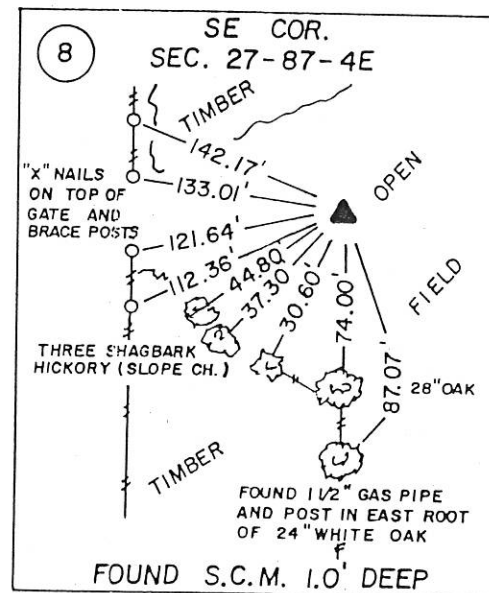 8
SE COR.
SEC. 27-87-4E
TIMBER
142.17'
133.01'
"X" NAILS
ON TOP OF
GATE AND
BRACE POSTS
OPEN
121.64'
112.36'
44.80'
37.30'
30.60'
74.00'
87.07'
FIELD
THREE SHAGBARK
HICKORY (SLOPE CH.)
28" OAK
TIMBER
FOUND 1 1/2" GAS PIPE
AND POST IN EAST ROOT
OF 24" WHITE OAK
F
FOUND S.C.M. 1.0' DEEP